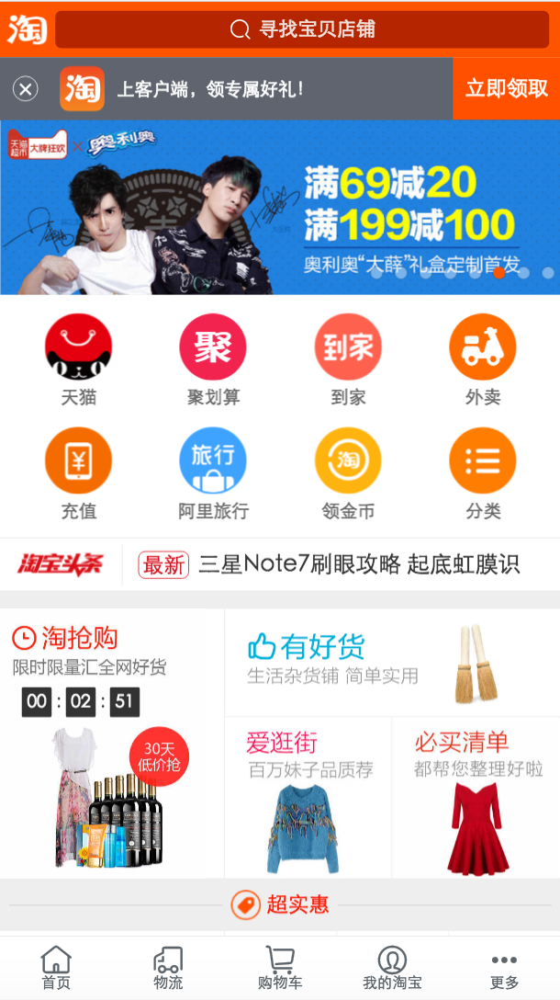 淘
寻找宝贝店铺
淘
上客户端，领专属好礼！
立即领取
天猫超市 大牌狂欢 × 奥利奥
满69减20
满199减100
奥利奥“大薛”礼盒定制首发
聚
到家
天猫
聚划算
到家
外卖
¥
旅行
淘
充值
阿里旅行
领金币
分类
淘宝头条
最新 三星Note7刷眼攻略 起底虹膜识
淘抢购
限时限量汇全网好货
00 : 02 : 51
30天
低价抢
有好货
生活杂货铺 简单实用
爱逛街
百万妹子品质荐
必买清单
都帮您整理好啦
超实惠
首页
物流
购物车
我的淘宝
更多